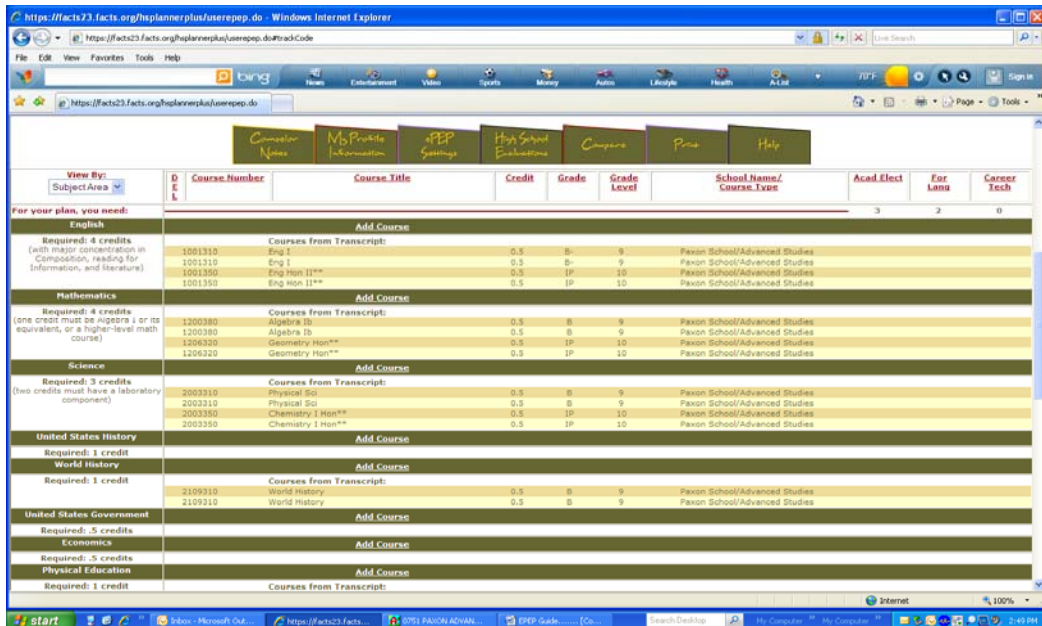 https://facts23.facts.org/hsplannerplus/userepep.do - Windows Internet Explorer
https://facts23.facts.org/hsplannerplus/userepep.do#trackCode Live Search
File Edit View Favorites Tools Help
bing News Entertainment Video Sports Money Autos Lifestyle Health A-List 70°F Sign in
https://facts23.facts.org/hsplannerplus/userepep.do Page Tools
Counselor Notes My Profile Information ePEP Settings High School Evaluations Compare Print Help
View By:
Subject Area
DEL Course Number Course Title Credit Grade Grade Level School Name/ Course Type Acad Elect For Lang Career Tech
For your plan, you need: 3 2 0
English Add Course
Required: 4 credits Courses from Transcript:
(with major concentration in Composition, reading for Information, and literature)
1001310 Eng I 0.5 B- 9 Paxon School/Advanced Studies
1001310 Eng I 0.5 B- 9 Paxon School/Advanced Studies
1001350 Eng Hon II** 0.5 IP 10 Paxon School/Advanced Studies
1001350 Eng Hon II** 0.5 IP 10 Paxon School/Advanced Studies
Mathematics Add Course
Required: 4 credits Courses from Transcript:
(one credit must be Algebra I or its equivalent, or a higher-level math course)
1200380 Algebra Ib 0.5 B 9 Paxon School/Advanced Studies
1200380 Algebra Ib 0.5 B 9 Paxon School/Advanced Studies
1206320 Geometry Hon** 0.5 IP 10 Paxon School/Advanced Studies
1206320 Geometry Hon** 0.5 IP 10 Paxon School/Advanced Studies
Science Add Course
Required: 3 credits Courses from Transcript:
(two credits must have a laboratory component)
2003310 Physical Sci 0.5 B 9 Paxon School/Advanced Studies
2003310 Physical Sci 0.5 B 9 Paxon School/Advanced Studies
2003350 Chemistry I Hon** 0.5 IP 10 Paxon School/Advanced Studies
2003350 Chemistry I Hon** 0.5 IP 10 Paxon School/Advanced Studies
United States History Add Course
Required: 1 credit
World History Add Course
Required: 1 credit Courses from Transcript:
2109310 World History 0.5 B 9 Paxon School/Advanced Studies
2109310 World History 0.5 B 9 Paxon School/Advanced Studies
United States Government Add Course
Required: .5 credits
Economics Add Course
Required: .5 credits
Physical Education Add Course
Required: 1 credit Courses from Transcript:
Internet 100%
start Inbox - Microsoft Out... https://facts23.facts... 0751 PAXON ADVAN... EPEP Guide........ [Co... Search Desktop My Computer My Computer 2:49 PM